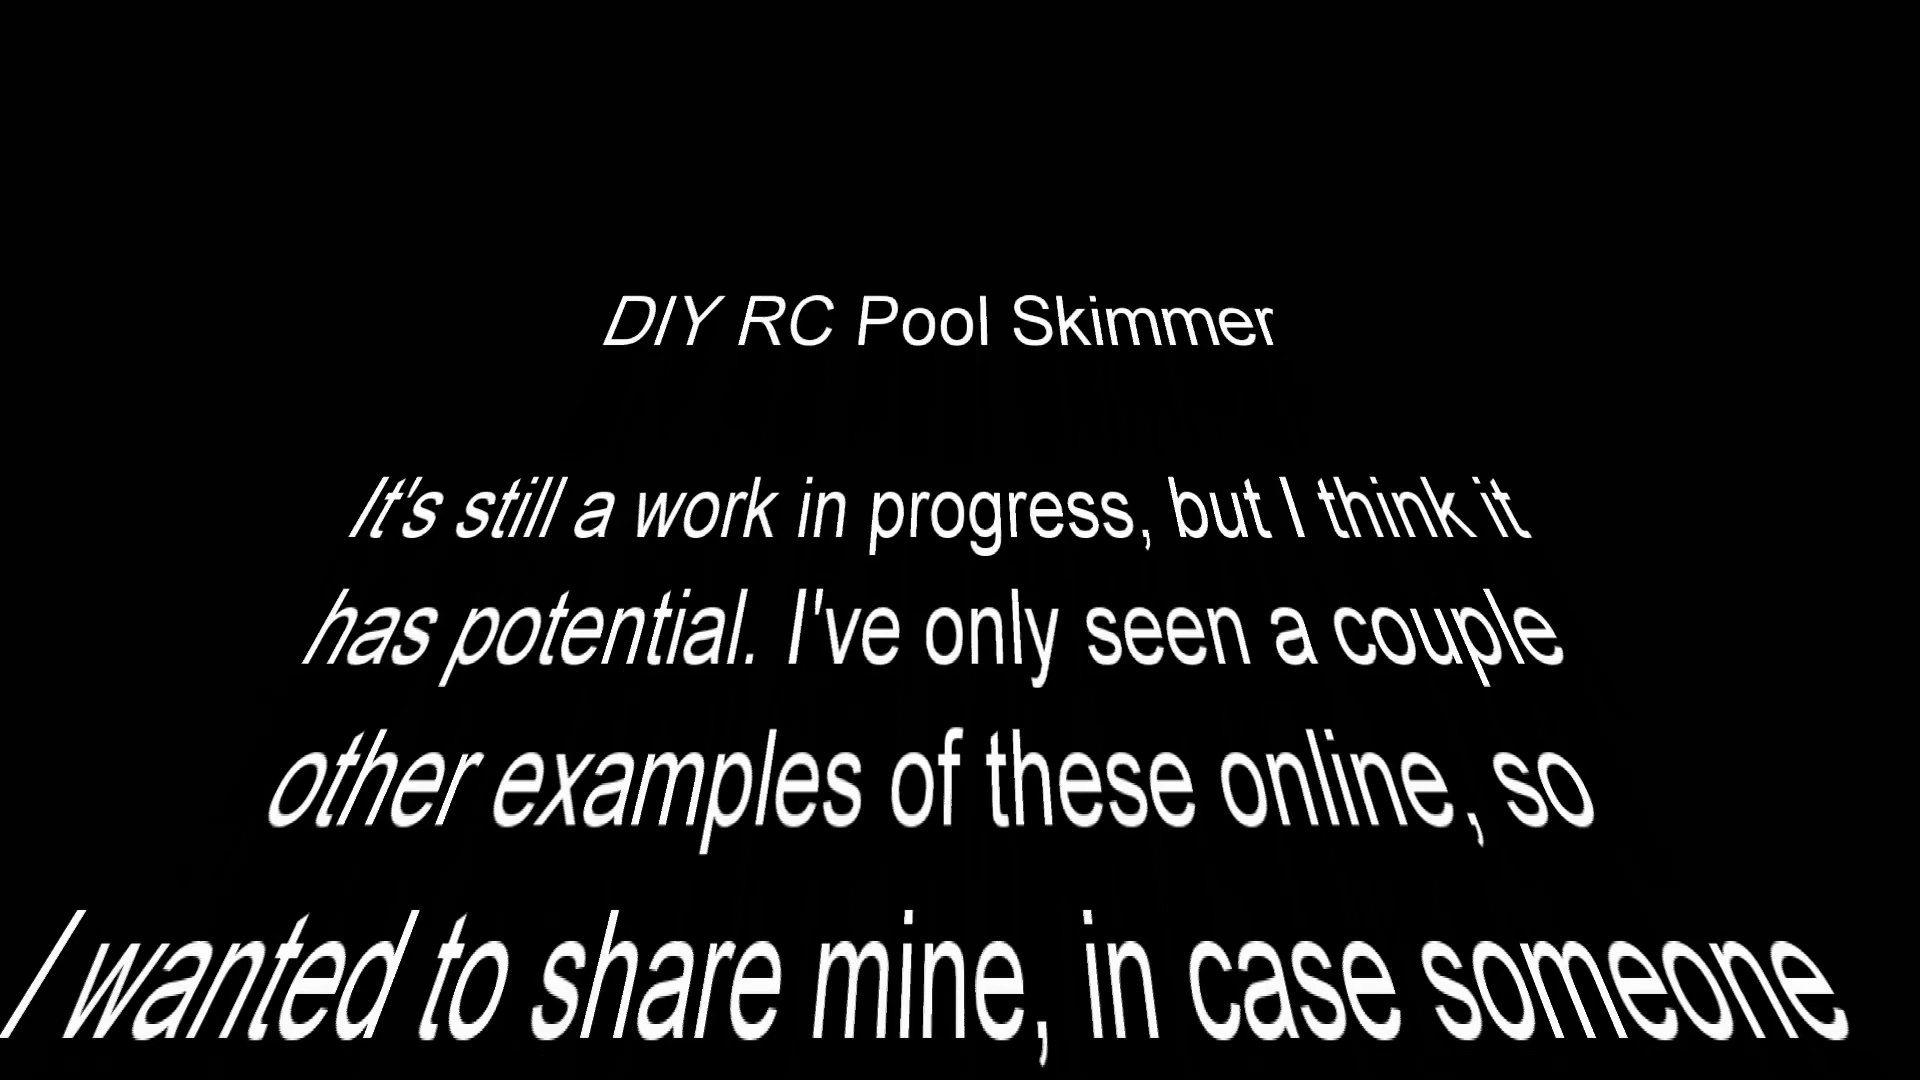 DIY RC Pool Skimmer
It's still a work in progress, but I think it
has potential. I've only seen a couple
other examples of these online, so
I wanted to share mine, in case someone